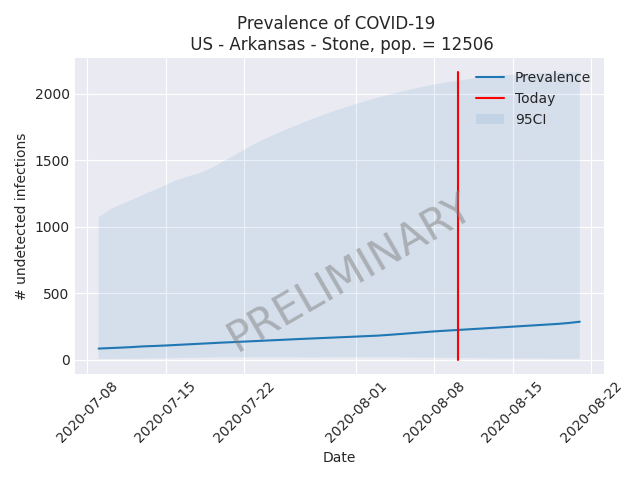 Prevalence of COVID-19
US - Arkansas - Stone, pop. = 12506
Prevalence
Today
95CI
2000
1500
1000
500
0
# undetected infections
PRELIMINARY
2020-07-08
2020-07-15
2020-07-22
2020-08-01
2020-08-08
2020-08-15
2020-08-22
Date